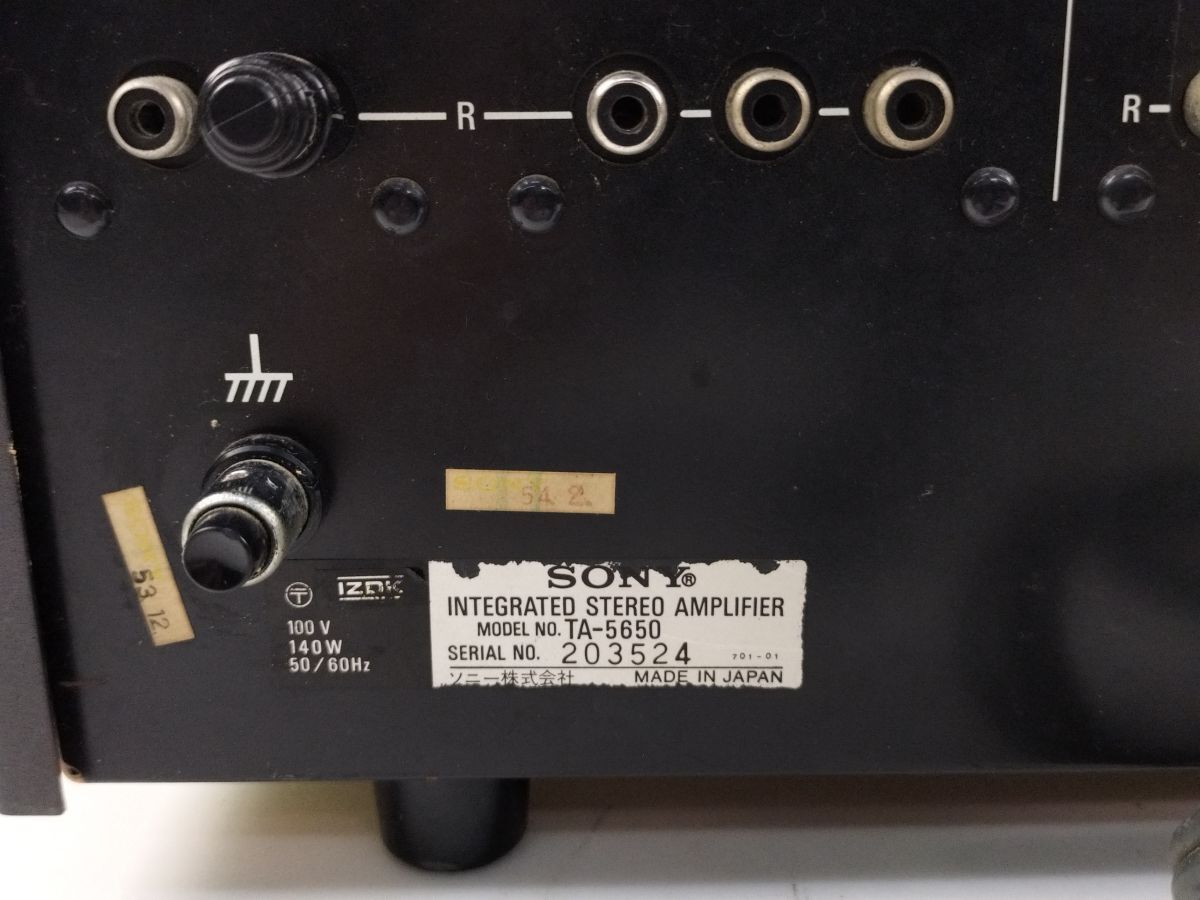 R
R
54. 2.
53. 12.
100 V
140 W
50/60Hz
SONY®
INTEGRATED STEREO AMPLIFIER
MODEL NO. TA-5650
SERIAL NO. 203524
701-01
ソニー株式会社 MADE IN JAPAN